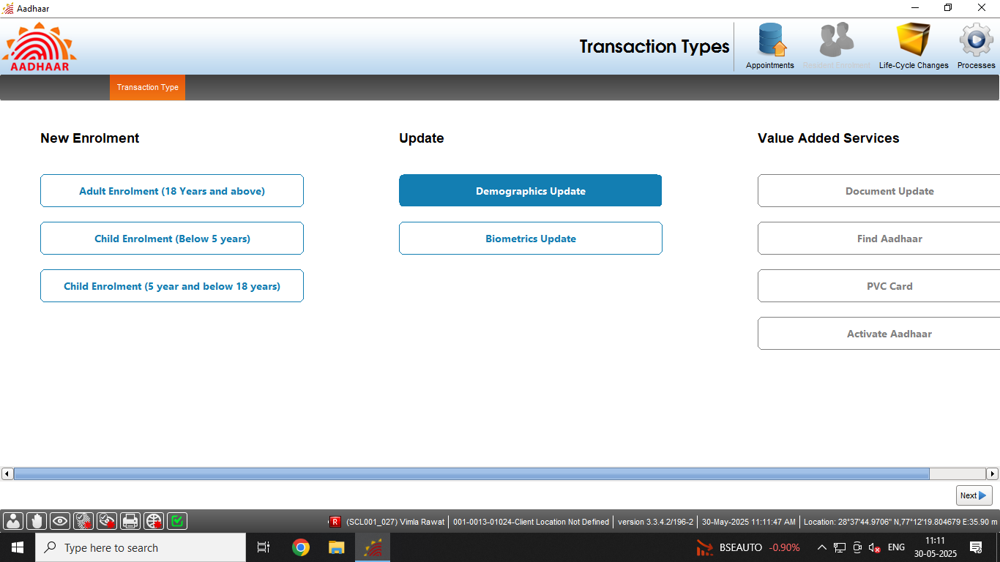 Aadhaar
AADHAAR
Transaction Types
Appointments
Resident Enrolment
Life-Cycle Changes
Processes
Transaction Type
New Enrolment
Adult Enrolment (18 Years and above)
Child Enrolment (Below 5 years)
Child Enrolment (5 year and below 18 years)
Update
Demographics Update
Biometrics Update
Value Added Services
Document Update
Find Aadhaar
PVC Card
Activate Aadhaar
Next
R (SCL001_027) Vimla Rawat 001-0013-01024-Client Location Not Defined version 3.3.4.2/196-2 30-May-2025 11:11:47 AM Location: 28°37'44.9706" N,77°12'19.804679 E:35.90 m
Type here to search
BSEAUTO -0.90%
ENG
11:11
30-05-2025